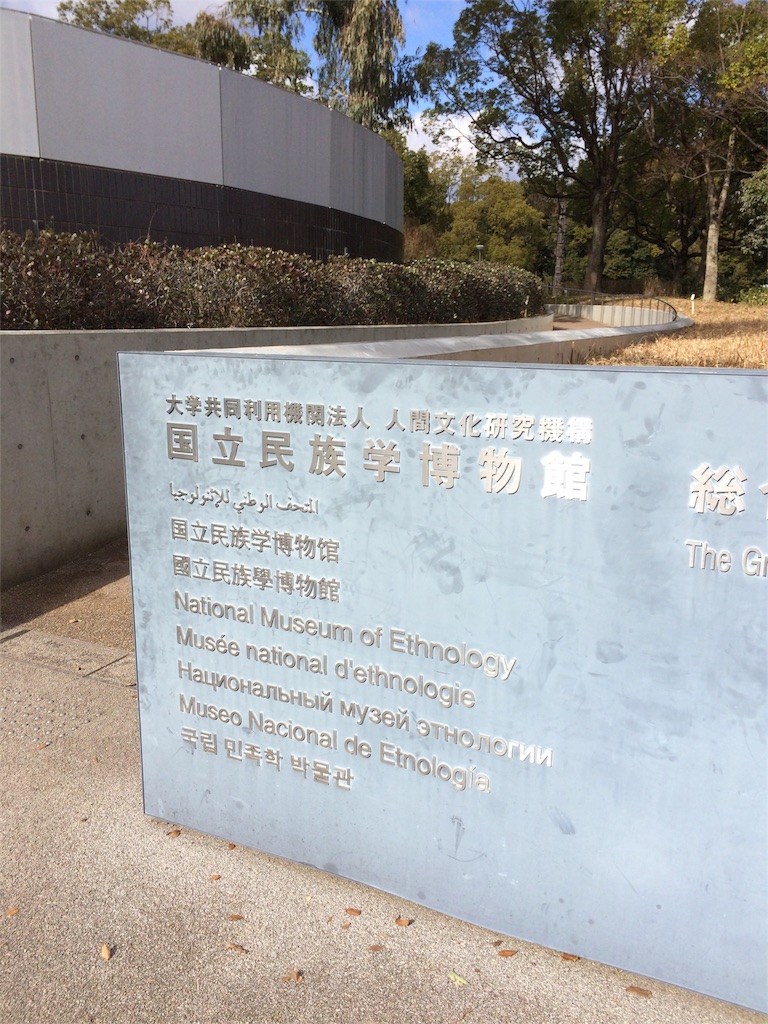 大学共同利用機関法人 人間文化研究機構
国立民族学博物館
المتحف الوطني للإثنولوجيا
国立民族学博物馆
國立民族學博物館
National Museum of Ethnology
Musée national d'ethnologie
Национальный музей этнологии
Museo Nacional de Etnología
국립 민족학 박물관
総
The Gr